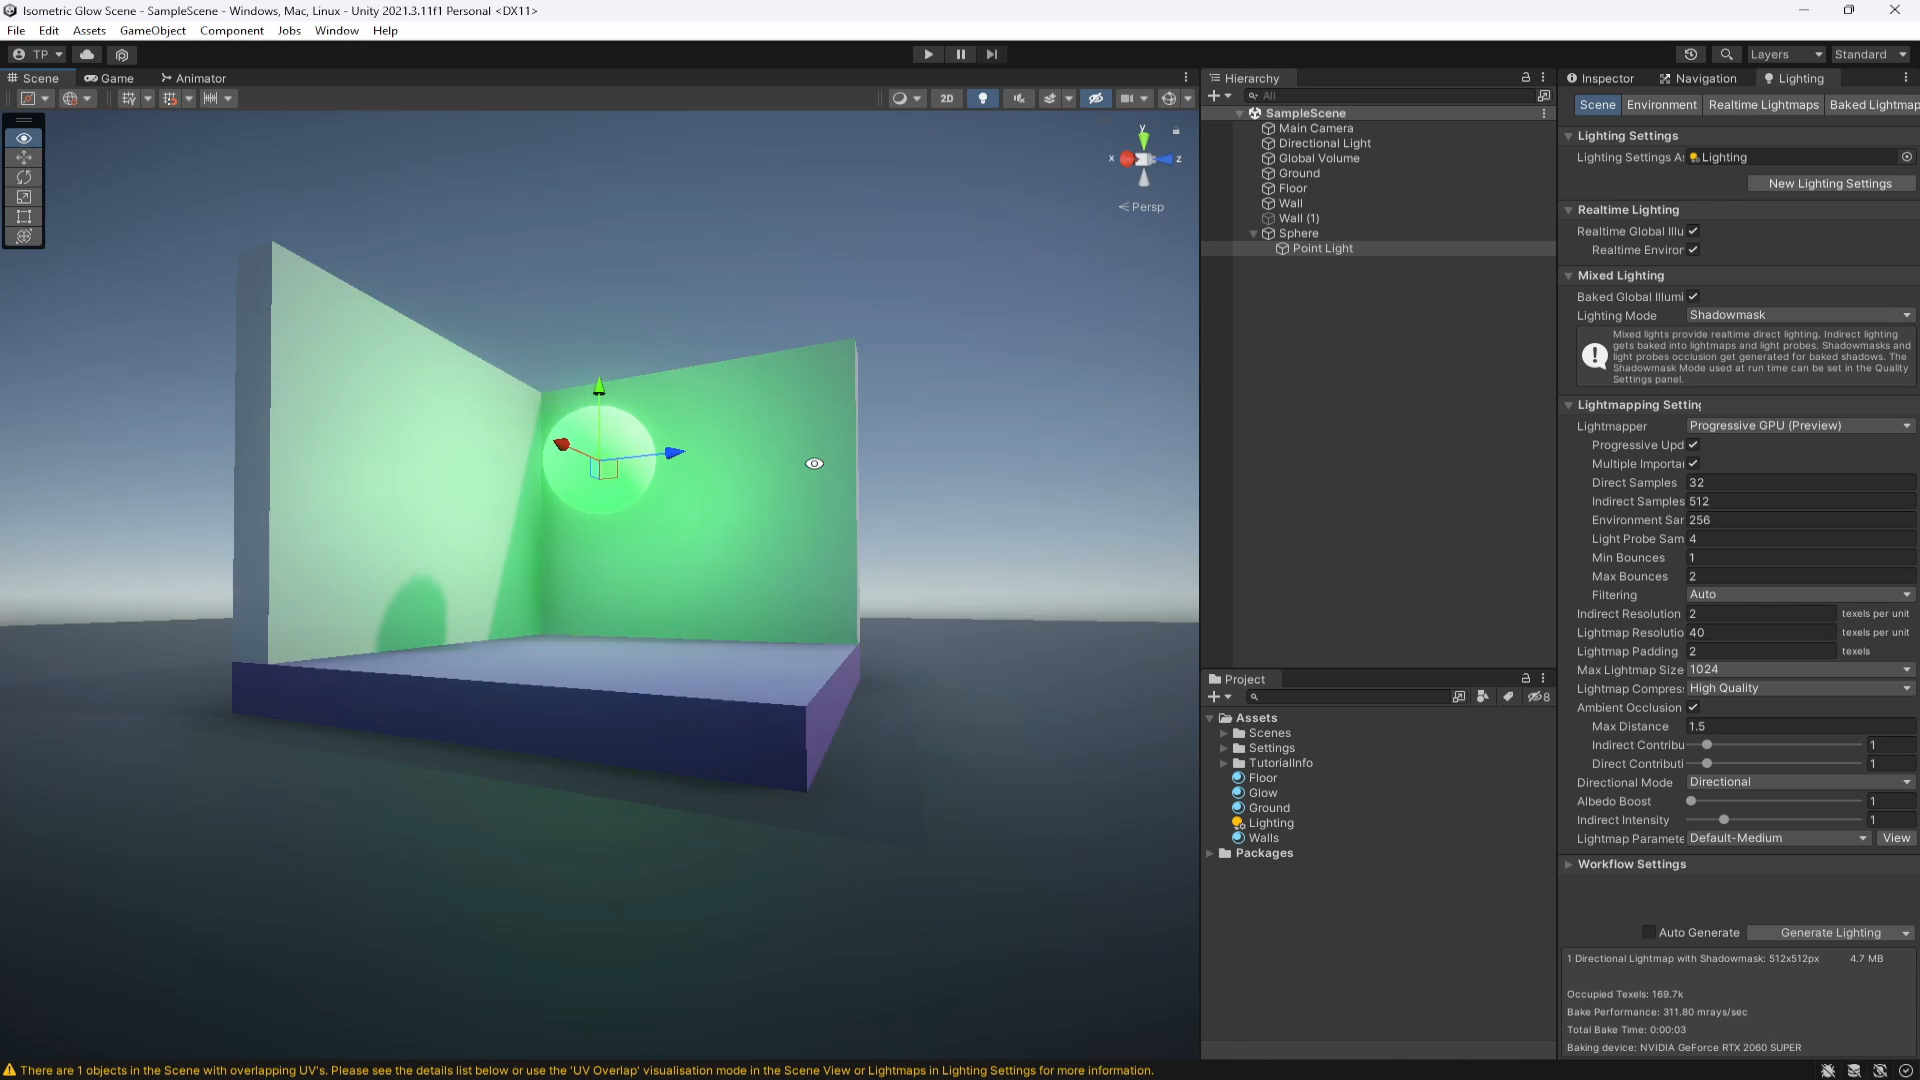 Isometric Glow Scene - SampleScene - Windows, Mac, Linux - Unity 2021.3.11f1 Personal <DX11>
File Edit Assets GameObject Component Jobs Window Help
TP Layers Standard
Scene Game Animator
2D
y
x z
Persp
Hierarchy
All
SampleScene
Main Camera
Directional Light
Global Volume
Ground
Floor
Wall
Wall (1)
Sphere
Point Light
Project
8
Assets
Scenes
Settings
TutorialInfo
Floor
Glow
Ground
Lighting
Walls
Packages
Inspector Navigation Lighting
Scene Environment Realtime Lightmaps Baked Lightmap
Lighting Settings
Lighting Settings A Lighting
New Lighting Settings
Realtime Lighting
Realtime Global Illu
Realtime Enviror
Mixed Lighting
Baked Global Illumi
Lighting Mode Shadowmask
Mixed lights provide realtime direct lighting. Indirect lighting
gets baked into lightmaps and light probes. Shadowmasks and
light probes occlusion get generated for baked shadows. The
Shadowmask Mode used at run time can be set in the Quality
Settings panel.
Lightmapping Setting
Lightmapper Progressive GPU (Preview)
Progressive Upd
Multiple Importa
Direct Samples 32
Indirect Samples 512
Environment Sar 256
Light Probe Sam 4
Min Bounces 1
Max Bounces 2
Filtering Auto
Indirect Resolution 2 texels per unit
Lightmap Resolutio 40 texels per unit
Lightmap Padding 2 texels
Max Lightmap Size 1024
Lightmap Compres: High Quality
Ambient Occlusion
Max Distance 1.5
Indirect Contribu 1
Direct Contributi 1
Directional Mode Directional
Albedo Boost 1
Indirect Intensity 1
Lightmap Paramete Default-Medium View
Workflow Settings
Auto Generate Generate Lighting
1 Directional Lightmap with Shadowmask: 512x512px 4.7 MB
Occupied Texels: 169.7k
Bake Performance: 311.80 mrays/sec
Total Bake Time: 0:00:03
Baking device: NVIDIA GeForce RTX 2060 SUPER
There are 1 objects in the Scene with overlapping UV's. Please see the details list below or use the 'UV Overlap' visualisation mode in the Scene View or Lightmaps in Lighting Settings for more information.